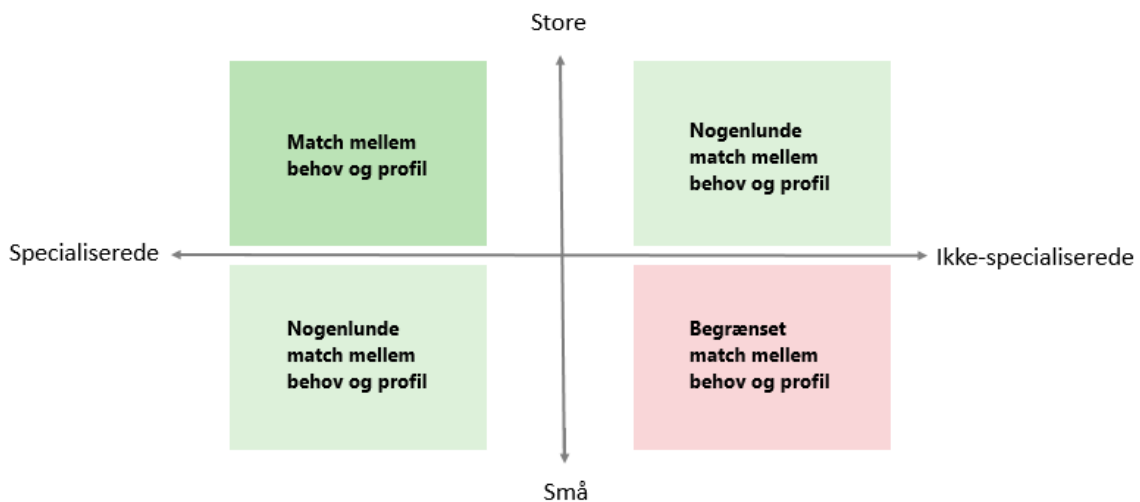 Store
Match mellem
behov og profil
Nogenlunde
match mellem
behov og profil
Specialiserede
Ikke-specialiserede
Nogenlunde
match mellem
behov og profil
Begrænset
match mellem
behov og profil
Små